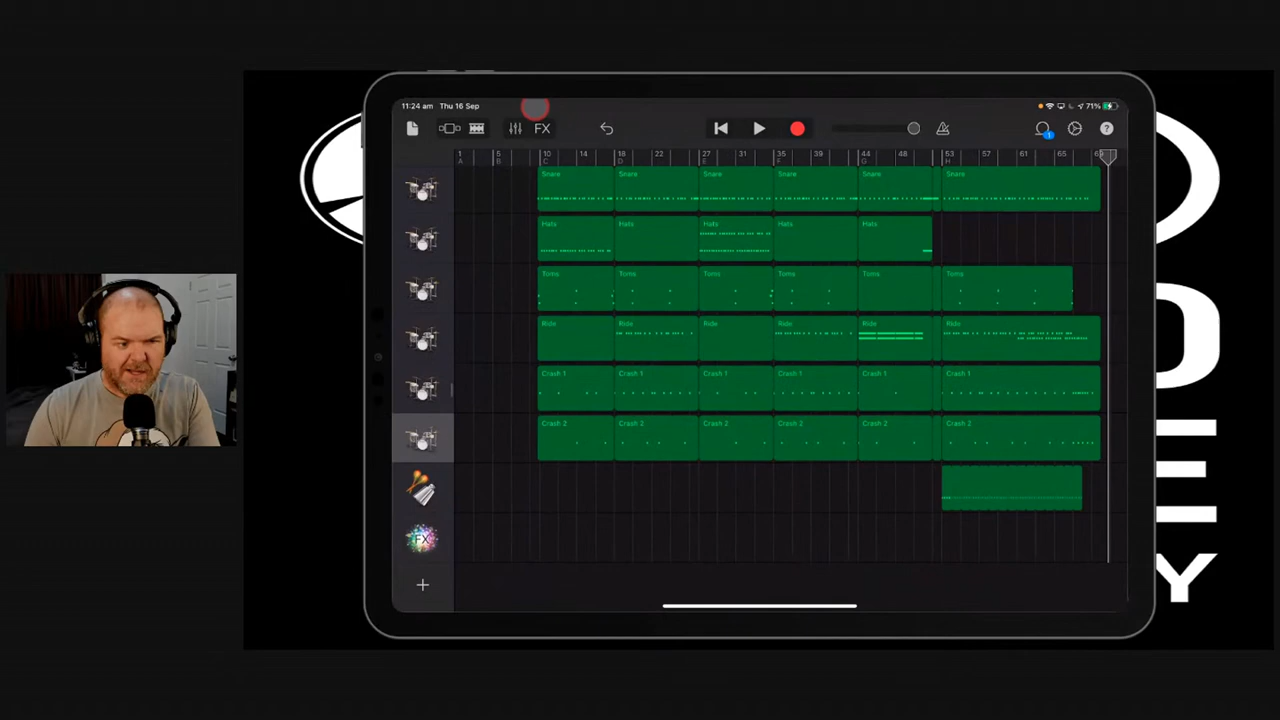 11:24 am Thu 16 Sep 71%
FX
1 5 10 14 18 22 27 31 35 39 44 48 53 57 61 65
A B C D E F G H
Snare Snare Snare Snare Snare Snare
Hats Hats Hats Hats Hats
Toms Toms Toms Toms Toms Toms
Ride Ride Ride Ride Ride Ride
Crash 1 Crash 1 Crash 1 Crash 1 Crash 1 Crash 1
Crash 2 Crash 2 Crash 2 Crash 2 Crash 2 Crash 2
FX